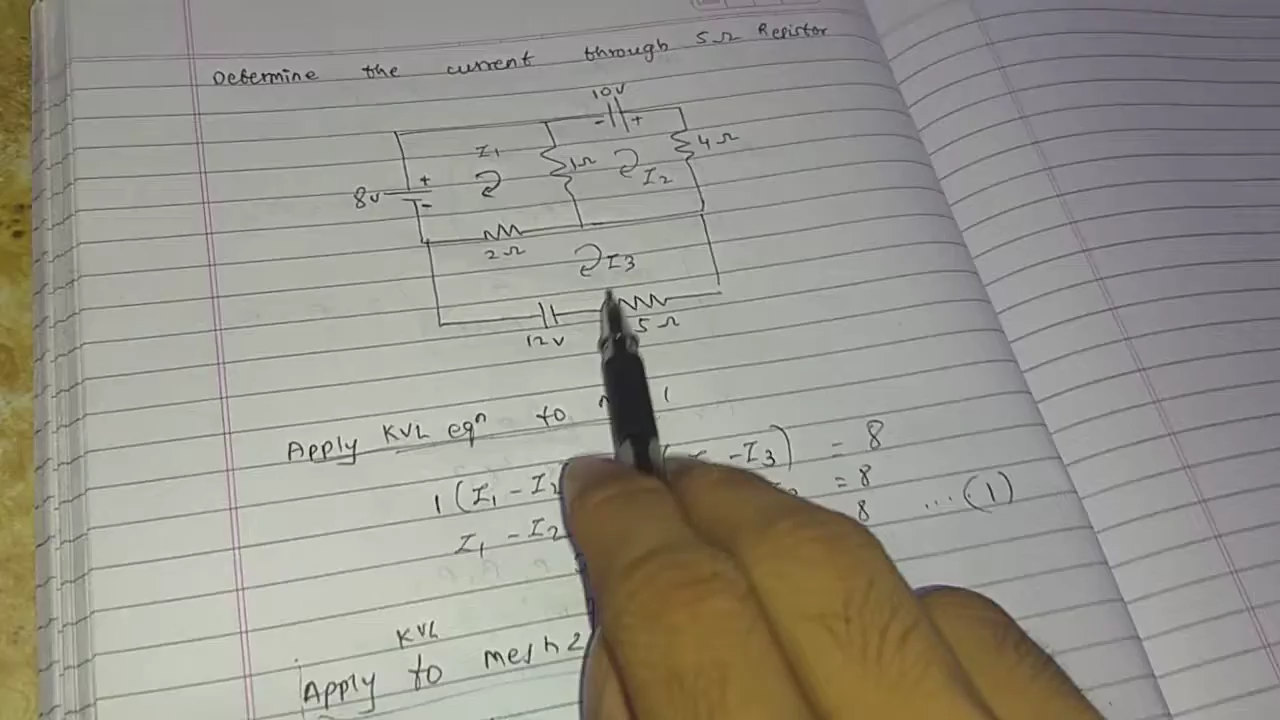 Determine the current through 5Ω Resistor
10V
- +
I1 1Ω 4Ω
I2
8v + -
2Ω
I3
12v 5Ω
Apply KVL eqn to 1
1 (I1 - I2 -I3) = 8
I1 - I2 = 8
8 ...(1)
KVL
Apply to mesh 2